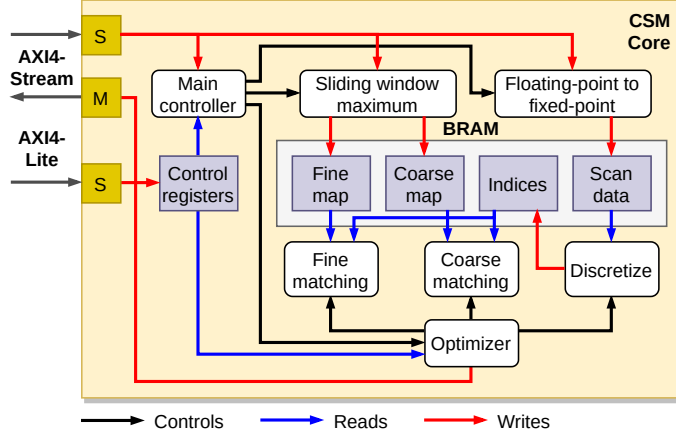 CSM
Core
S
AXI4-
Stream
M
AXI4-
Lite
S
Main
controller
Sliding window
maximum
Floating-point to
fixed-point
BRAM
Control
registers
Fine
map
Coarse
map
Indices
Scan
data
Fine
matching
Coarse
matching
Discretize
Optimizer
Controls
Reads
Writes